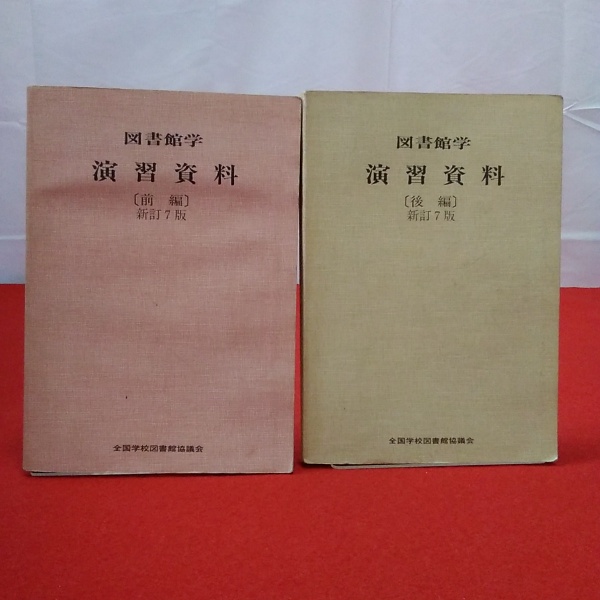 図書館学
演習資料
〔前編〕
新訂7版
全国学校図書館協議会
図書館学
演習資料
〔後編〕
新訂7版
全国学校図書館協議会